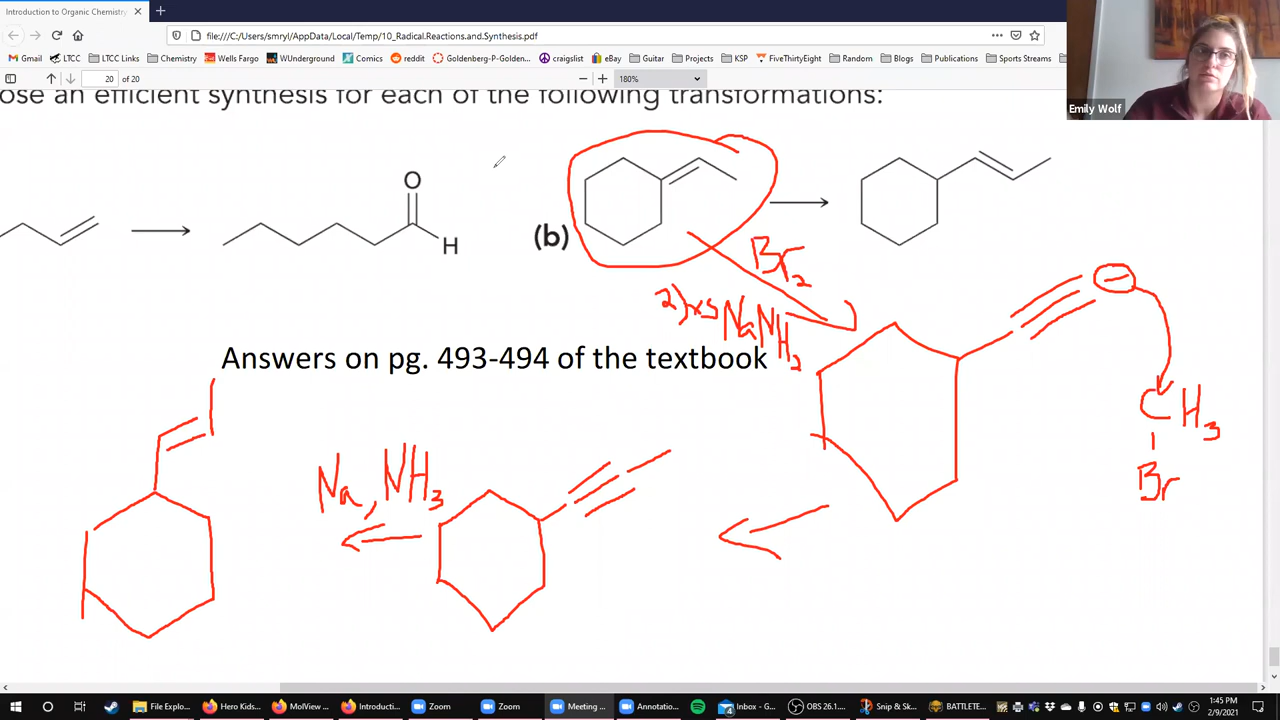 Introduction to Organic Chemistry
file:///C:/Users/smryl/AppData/Local/Temp/10_Radical.Reactions.and.Synthesis.pdf
Gmail LTCC LTCC Links Chemistry Wells Fargo WUnderground Comics reddit Goldenberg-P-Golden... craigslist eBay Guitar Projects KSP FiveThirtyEight Random Blogs Publications Sports Streams
20 of 20 180%
Emily Wolf
ose an efficient synthesis for each of the following transformations:
O
H
(b)
Br2
2) xs NaNH2
Answers on pg. 493-494 of the textbook
CH3
Br
Na, NH3
File Explo... Hero Kids... MolView ... Introducti... Zoom Zoom Meeting ... Annotatio... Inbox - G... OBS 26.1... Snip & Sk... BATTLETE...
4
1:45 PM
2/9/2021